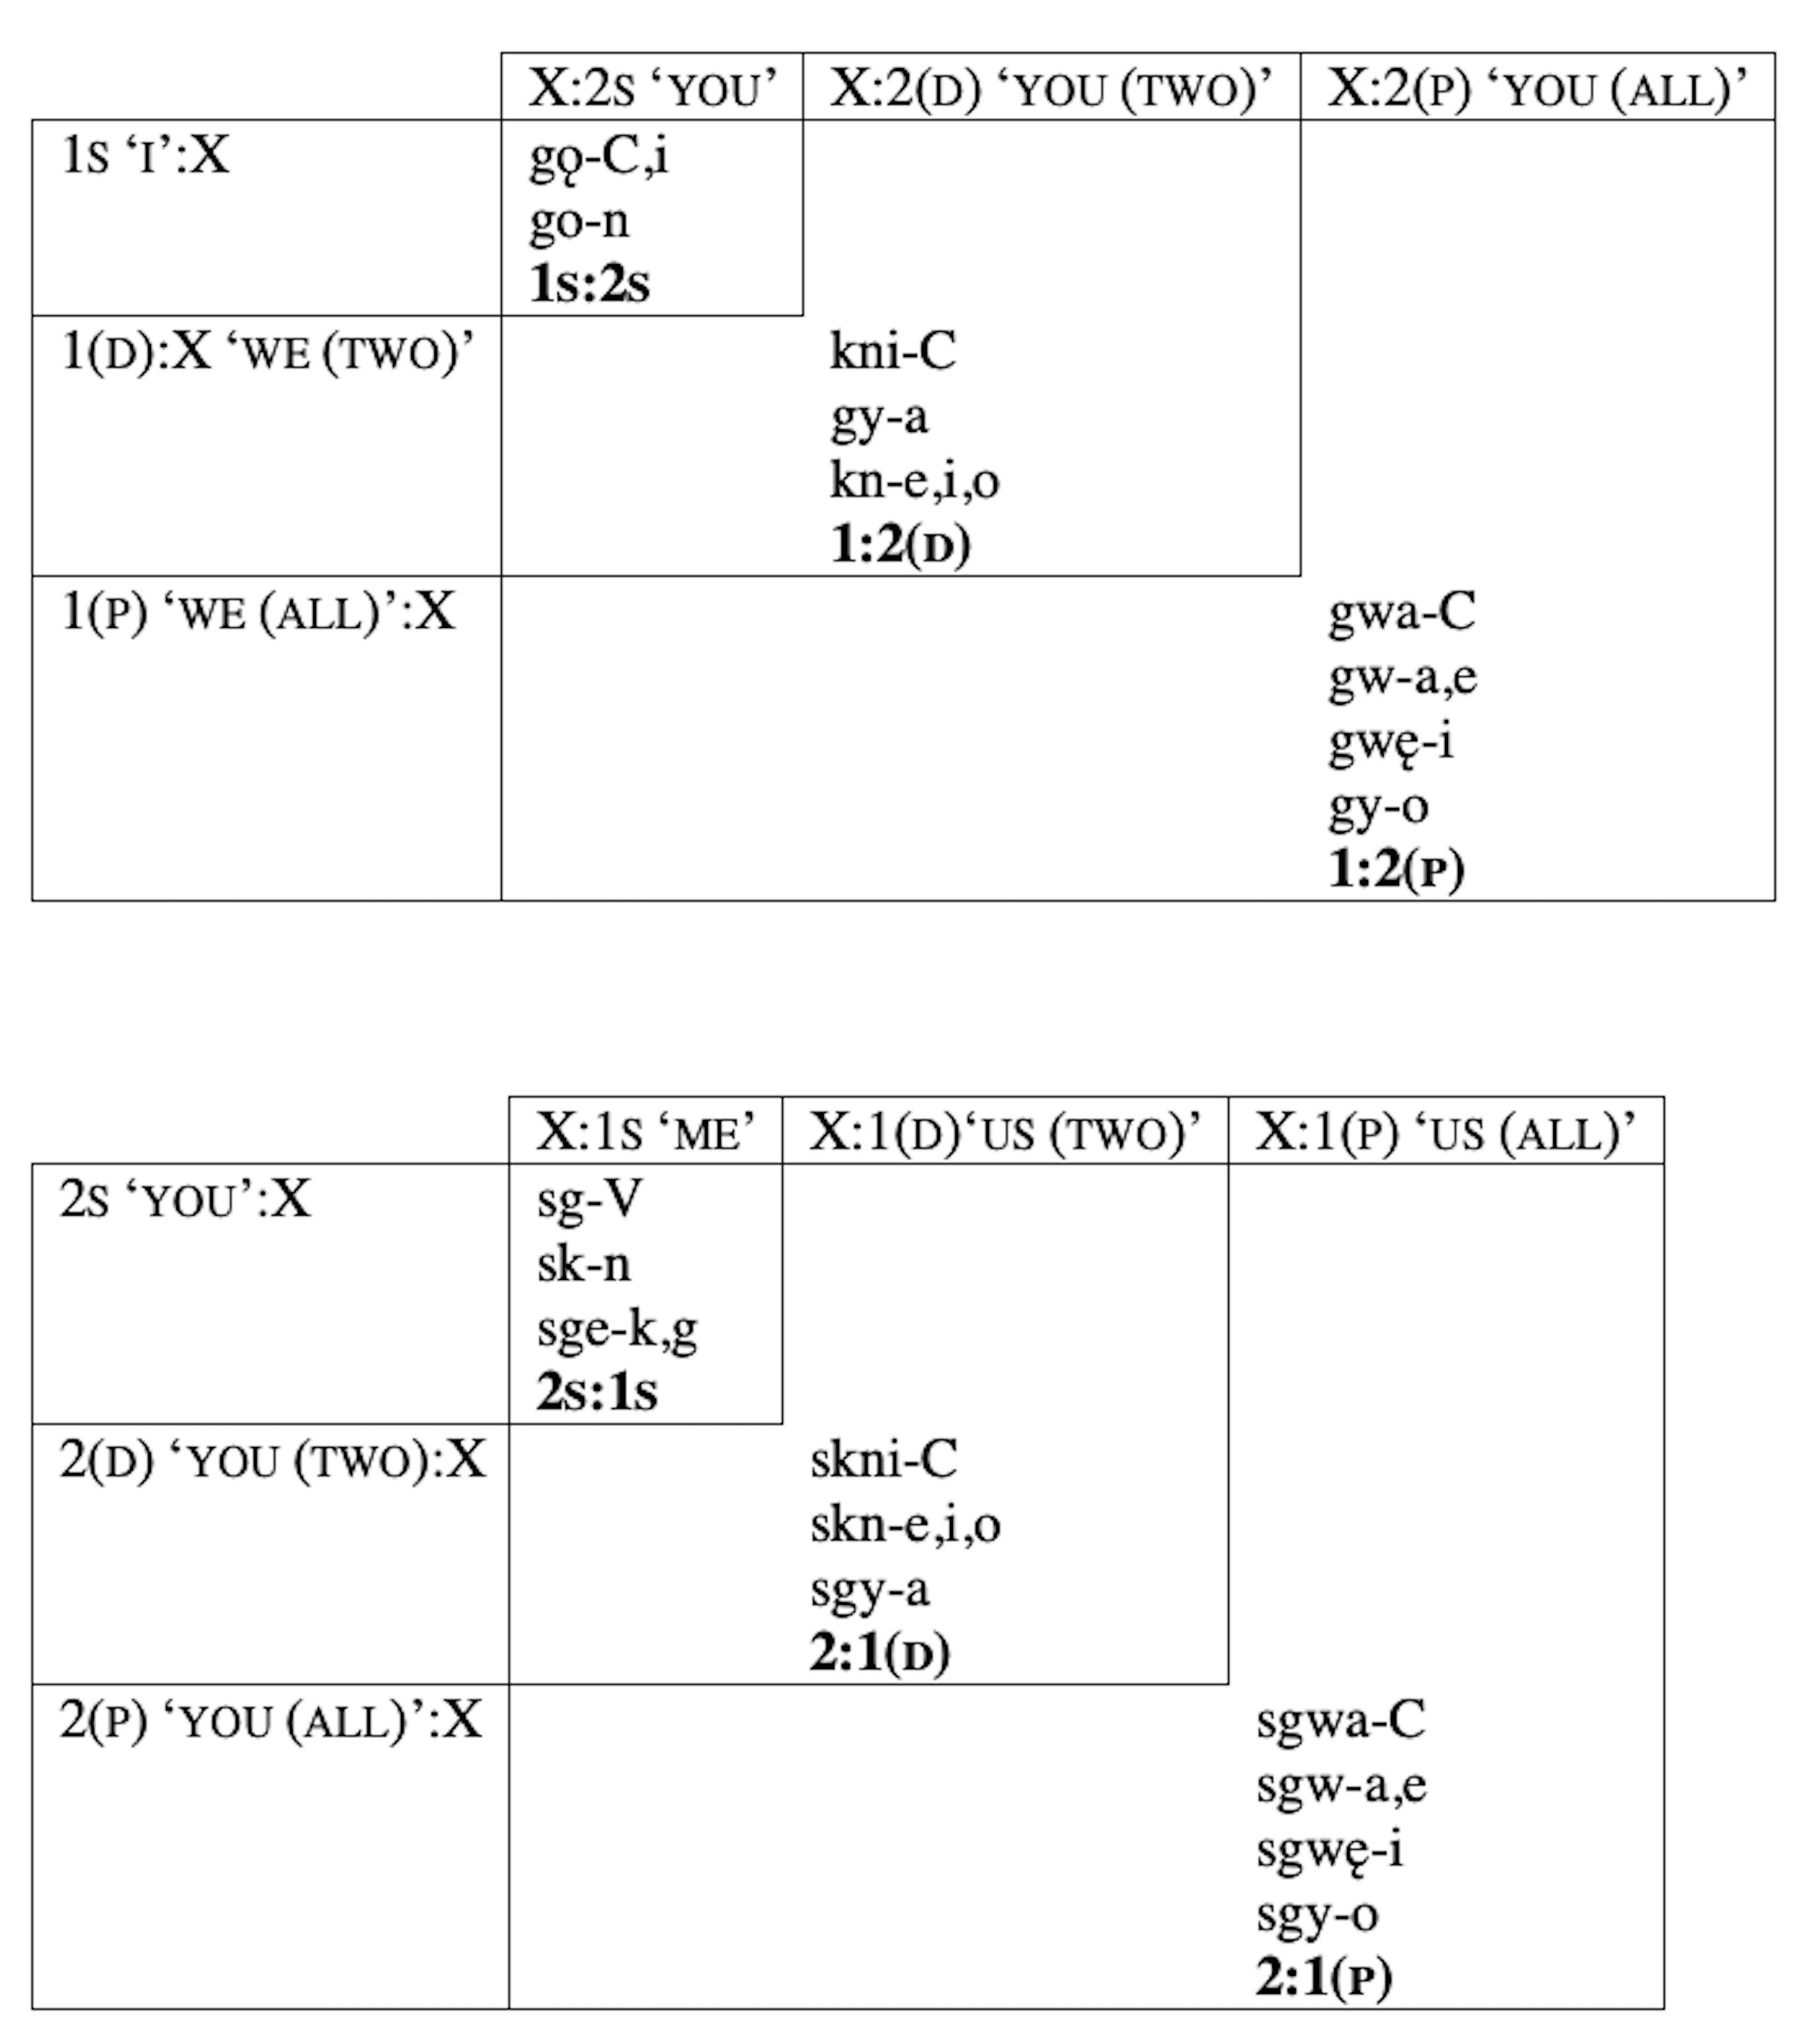 X:2S ‘YOU’ X:2(D) ‘YOU (TWO)’ X:2(P) ‘YOU (ALL)’
1S ‘I’:X gǫ-C,i
go-n
1S:2S
1(D):X ‘WE (TWO)’ kni-C
gy-a
kn-e,i,o
1:2(D)
1(P) ‘WE (ALL)’:X gwa-C
gw-a,e
gwę-i
gy-o
1:2(P)
X:1S ‘ME’ X:1(D)‘US (TWO)’ X:1(P) ‘US (ALL)’
2S ‘YOU’:X sg-V
sk-n
sge-k,g
2S:1S
2(D) ‘YOU (TWO):X skni-C
skn-e,i,o
sgy-a
2:1(D)
2(P) ‘YOU (ALL)’:X sgwa-C
sgw-a,e
sgwę-i
sgy-o
2:1(P)